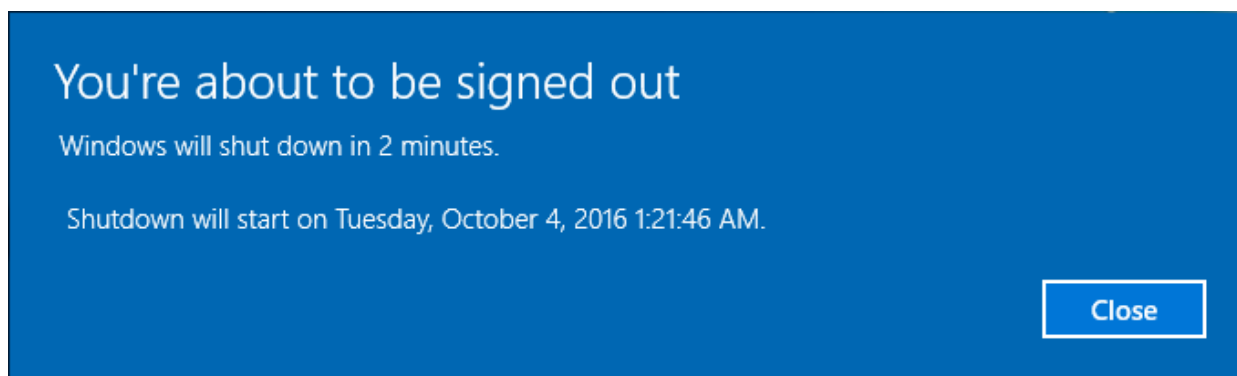 You're about to be signed out
Windows will shut down in 2 minutes.
Shutdown will start on Tuesday, October 4, 2016 1:21:46 AM.
Close